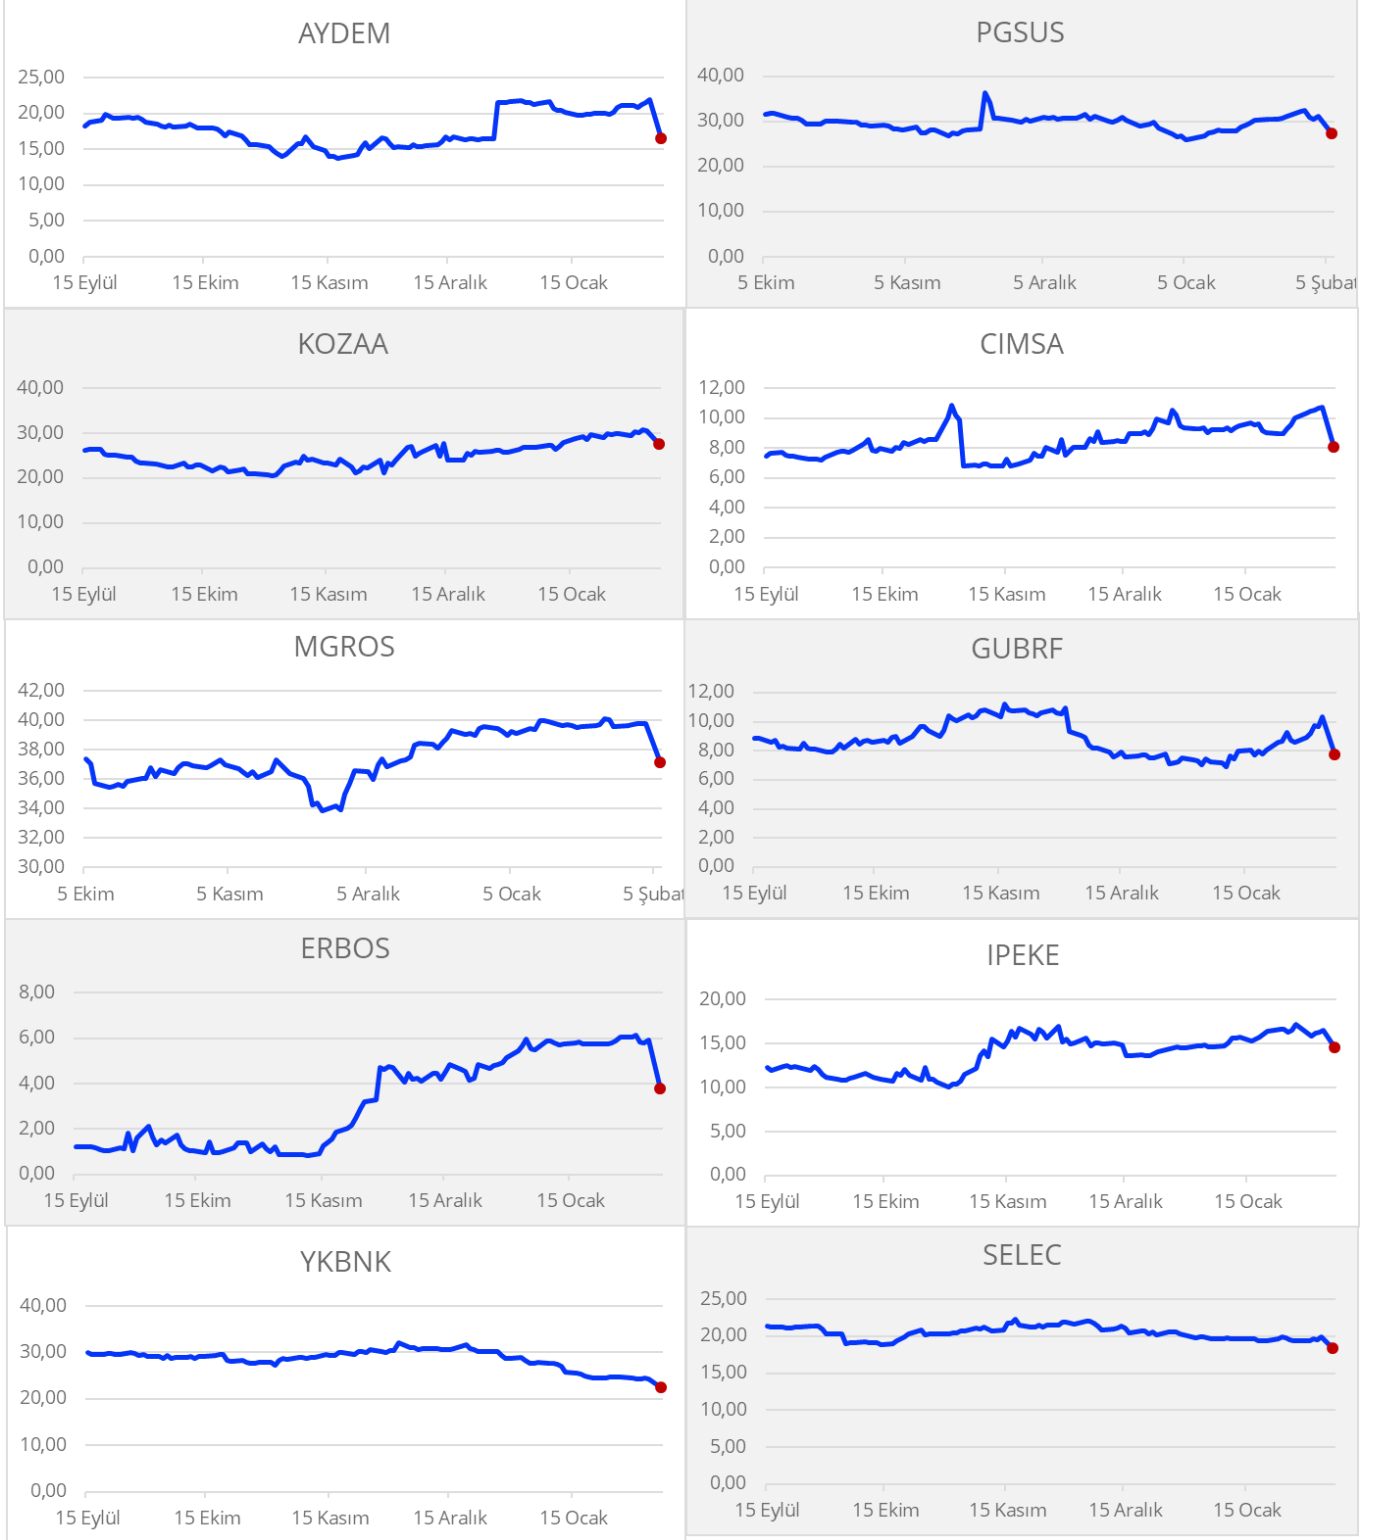 AYDEM
25,00
20,00
15,00
10,00
5,00
0,00
15 Eylül 15 Ekim 15 Kasım 15 Aralık 15 Ocak
PGSUS
40,00
30,00
20,00
10,00
0,00
5 Ekim 5 Kasım 5 Aralık 5 Ocak 5 Şubat
KOZAA
40,00
30,00
20,00
10,00
0,00
15 Eylül 15 Ekim 15 Kasım 15 Aralık 15 Ocak
CIMSA
12,00
10,00
8,00
6,00
4,00
2,00
0,00
15 Eylül 15 Ekim 15 Kasım 15 Aralık 15 Ocak
MGROS
42,00
40,00
38,00
36,00
34,00
32,00
30,00
5 Ekim 5 Kasım 5 Aralık 5 Ocak 5 Şubat
GUBRF
12,00
10,00
8,00
6,00
4,00
2,00
0,00
15 Eylül 15 Ekim 15 Kasım 15 Aralık 15 Ocak
ERBOS
8,00
6,00
4,00
2,00
0,00
15 Eylül 15 Ekim 15 Kasım 15 Aralık 15 Ocak
IPEKE
20,00
15,00
10,00
5,00
0,00
15 Eylül 15 Ekim 15 Kasım 15 Aralık 15 Ocak
YKBNK
40,00
30,00
20,00
10,00
0,00
15 Eylül 15 Ekim 15 Kasım 15 Aralık 15 Ocak
SELEC
25,00
20,00
15,00
10,00
5,00
0,00
15 Eylül 15 Ekim 15 Kasım 15 Aralık 15 Ocak